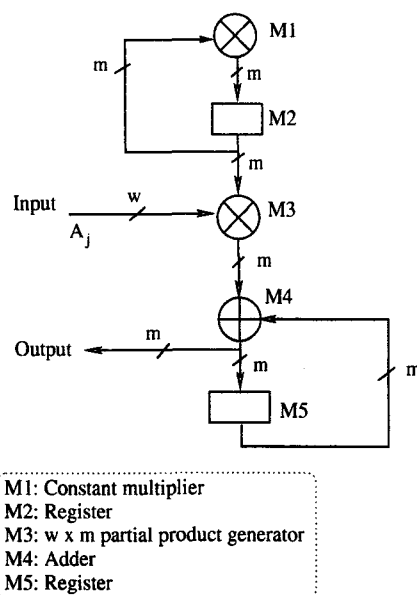 M1
m
m
M2
m
Input
w
A j
M3
m
M4
Output
m
m
m
M5
M1: Constant multiplier
M2: Register
M3: w x m partial product generator
M4: Adder
M5: Register